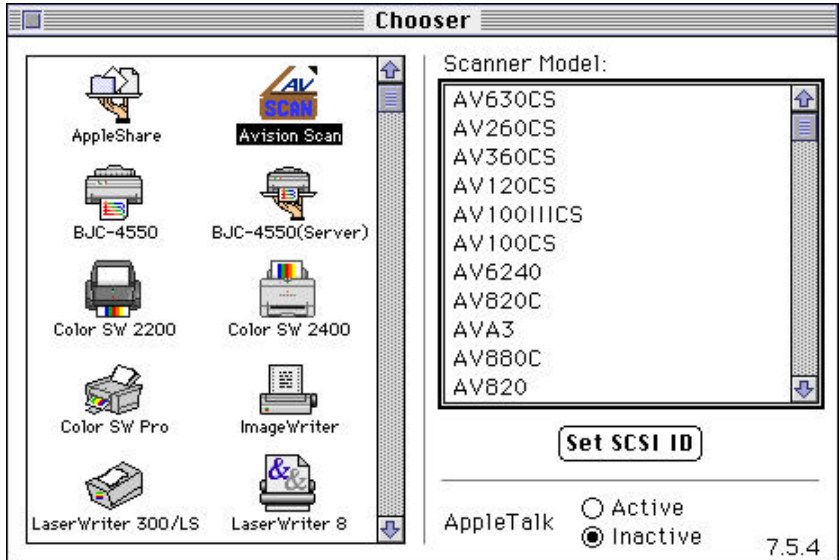 Chooser
AV
SCAN
AppleShare
Avision Scan
BJC-4550
BJC-4550(Server)
Color SW 2200
Color SW 2400
Color SW Pro
ImageWriter
&&
LaserWriter 300/LS
LaserWriter 8
Scanner Model:
AV630CS
AV260CS
AV360CS
AV120CS
AV100IIICS
AV100CS
AV6240
AV820C
AVA3
AV880C
AV820
Set SCSI ID
AppleTalk
Active
Inactive
7.5.4